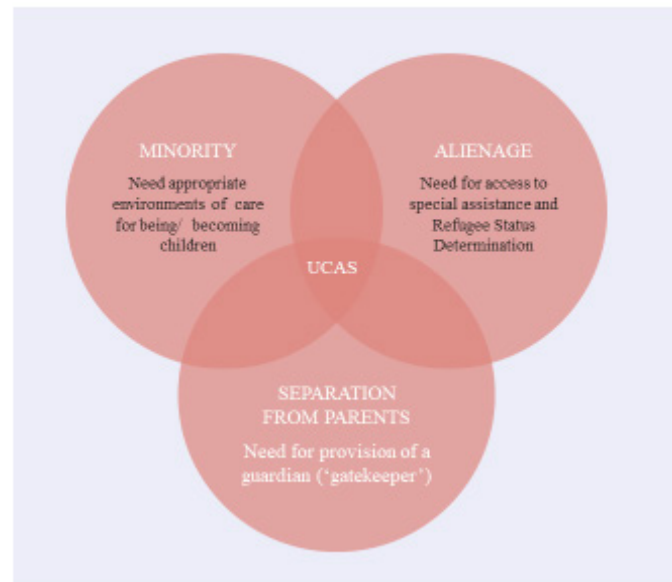 MINORITY
Need appropriate
environments of care
for being/ becoming
children
ALIENAGE
Need for access to
special assistance and
Refugee Status
Determination
UCAS
SEPARATION
FROM PARENTS
Need for provision of a
guardian (‘gatekeeper’)